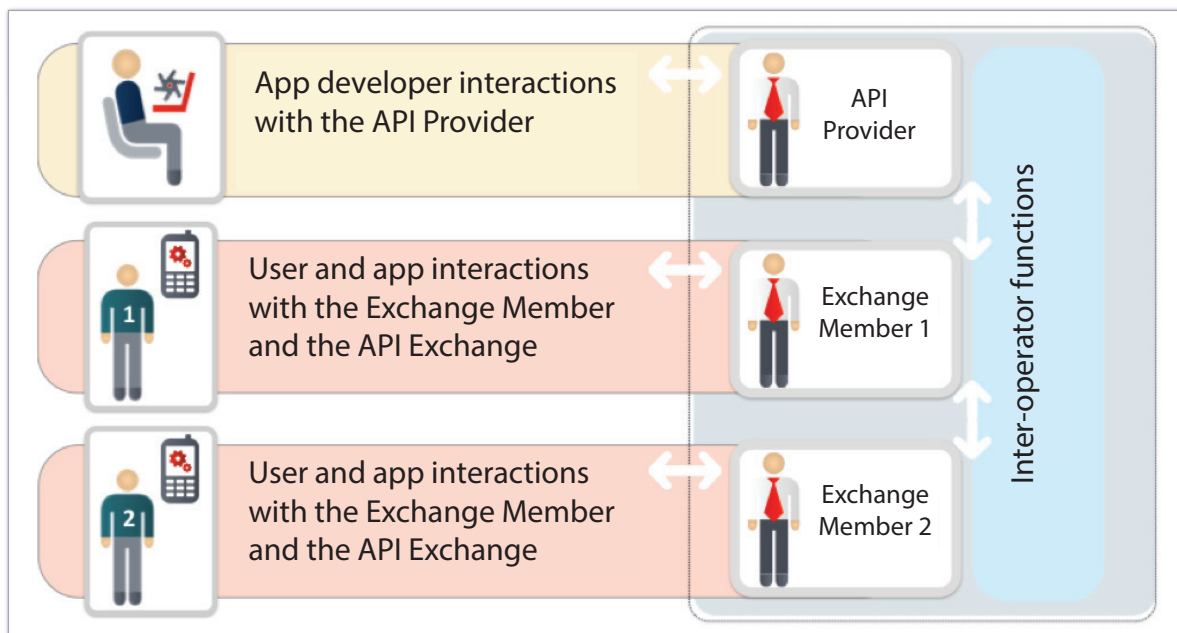 App developer interactions
with the API Provider
API
Provider
1
User and app interactions
with the Exchange Member
and the API Exchange
Exchange
Member 1
2
User and app interactions
with the Exchange Member
and the API Exchange
Exchange
Member 2
Inter-operator functions